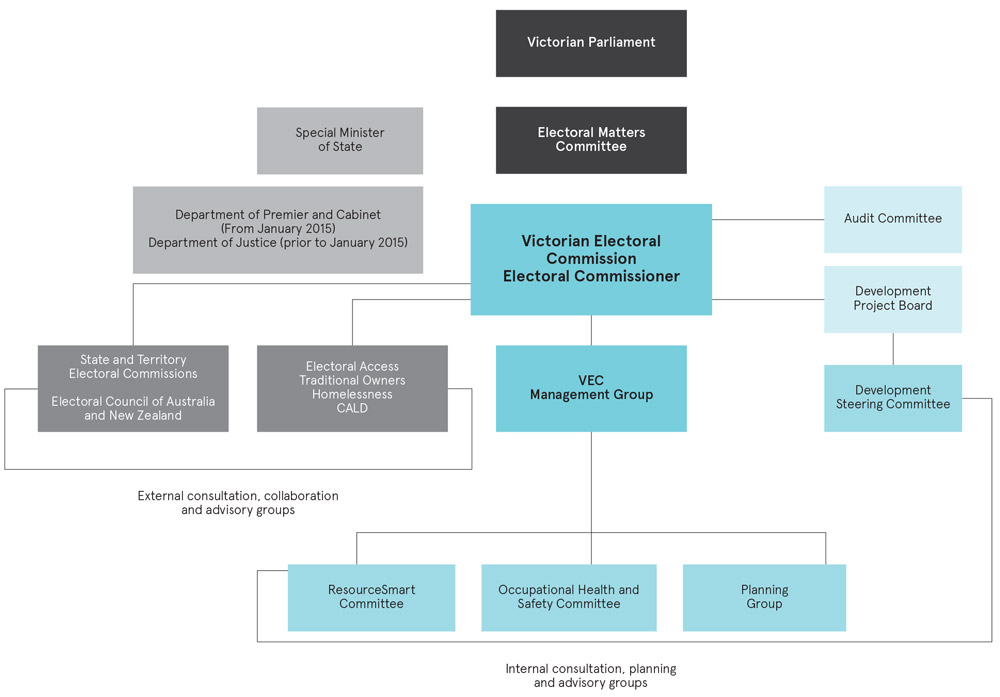 Victorian Parliament
Special Minister
of State
Electoral Matters
Committee
Department of Premier and Cabinet
(From January 2015)
Department of Justice (prior to January 2015)
Victorian Electoral
Commission
Electoral Commissioner
Audit Committee
Development
Project Board
State and Territory
Electoral Commissions
Electoral Council of Australia
and New Zealand
Electoral Access
Traditional Owners
Homelessness
CALD
VEC
Management Group
Development
Steering Committee
External consultation, collaboration
and advisory groups
ResourceSmart
Committee
Occupational Health and
Safety Committee
Planning
Group
Internal consultation, planning
and advisory groups